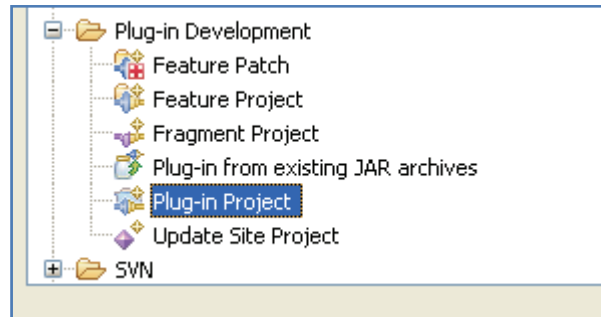 Plug-in Development
Feature Patch
Feature Project
Fragment Project
Plug-in from existing JAR archives
Plug-in Project
Update Site Project
SVN